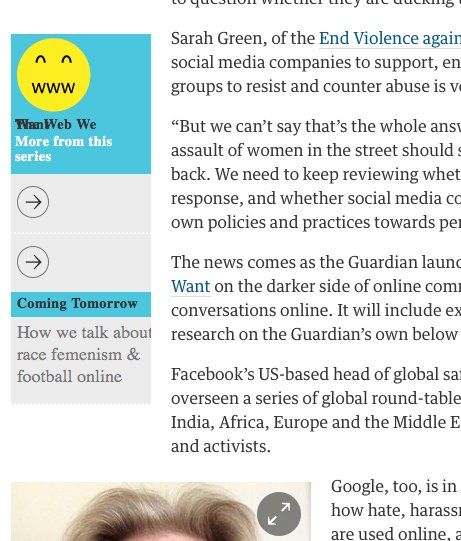 to question whether they are ducking
www
The Web We
Want
More from this
series
Coming Tomorrow
How we talk about
race femenism &
football online
Sarah Green, of the End Violence again
social media companies to support, en
groups to resist and counter abuse is ve
“But we can’t say that’s the whole answ
assault of women in the street should s
back. We need to keep reviewing whet
response, and whether social media co
own policies and practices towards per
The news comes as the Guardian launc
Want on the darker side of online comm
conversations online. It will include ex
research on the Guardian’s own below
Facebook’s US-based head of global saf
overseen a series of global round-table
India, Africa, Europe and the Middle E
and activists.
Google, too, is in
how hate, harassm
are used online, a